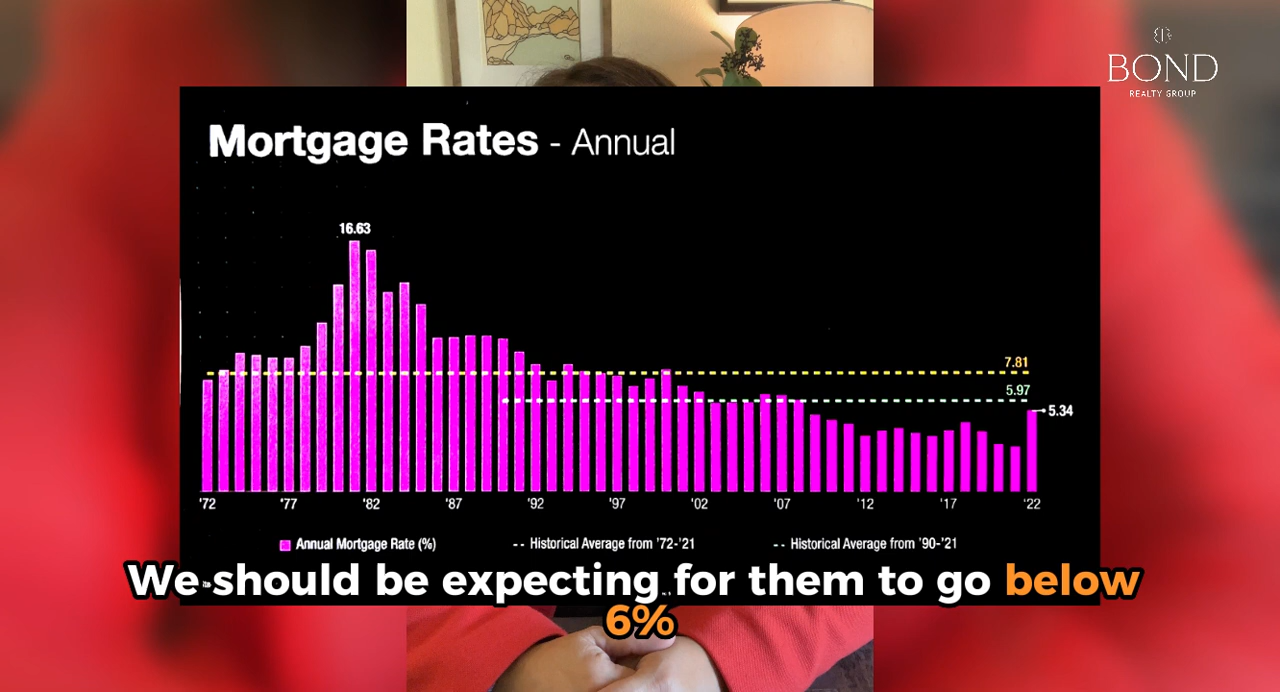 BOND
REALTY GROUP
Mortgage Rates - Annual
16.63
7.81
5.97
5.34
'72 '77 '82 '87 '92 '97 '02 '07 '12 '17 '22
Annual Mortgage Rate (%) -- Historical Average from '72-'21 -- Historical Average from '90-'21
We should be expecting for them to go below
6%